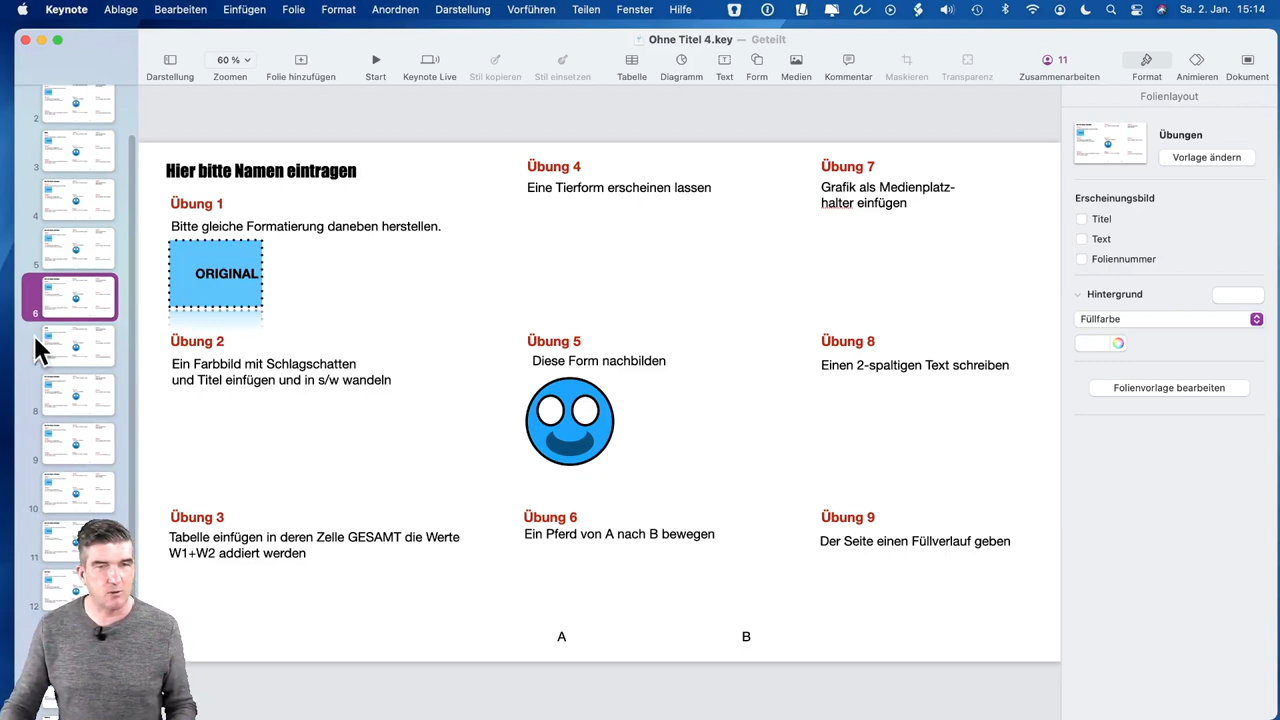 Keynote Ablage Bearbeiten Einfügen Folie Format Anordnen Darstellung Vorführen Teilen Fenster Hilfe Sa 2. Jan. 15:14
Ohne Titel 4.key — Geteilt
60 %
11
Darstellung Zoomen Folie hinzufügen Start Keynote Live Stil kopieren Stil einsetzen Tabelle Diagramm Text Form Medien Kommentar Maskieren Transparenz Zusammenarbeiten Format Animieren Dokument
2
3
4
5
6
8
9
10
11
12
Hier bitte Namen eintragen
Übung 1
Bitte gleiche Formatierung daneben herstellen.
ORIGINAL
Übung 2
Ein Farbbild mit Schlagschatten
und Titel einfügen und in s/w wandeln
Übung
Tabelle einfügen in deren Zeile GESAMT die Werte
W1+W2 addiert werden
Übung 4
Eine Tierform erscheinen lassen
Übung 5
Diese Form nachbilden
Übung 6
Ein Pferd von A nach B bewegen
A B
Übung 7
Grafik als Medienplatz-
halter einfügen
Übung 8
Einen 2-spaltigen Text schreiben
Übung 9
Der Seite einen Füllverlauf geben
Folienlayout
Übungen
Vorlage ändern
Erscheinungsbild
Titel
Text
Foliennummer
Hintergrund
Füllfarbe
Folienvorlage bearbeiten